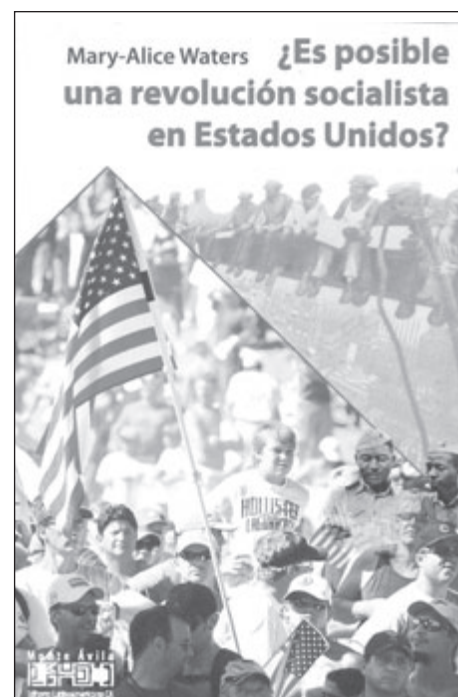 Mary-Alice Waters ¿Es posible
una revolución socialista
en Estados Unidos?
HOLLISTER
Monte Ávila